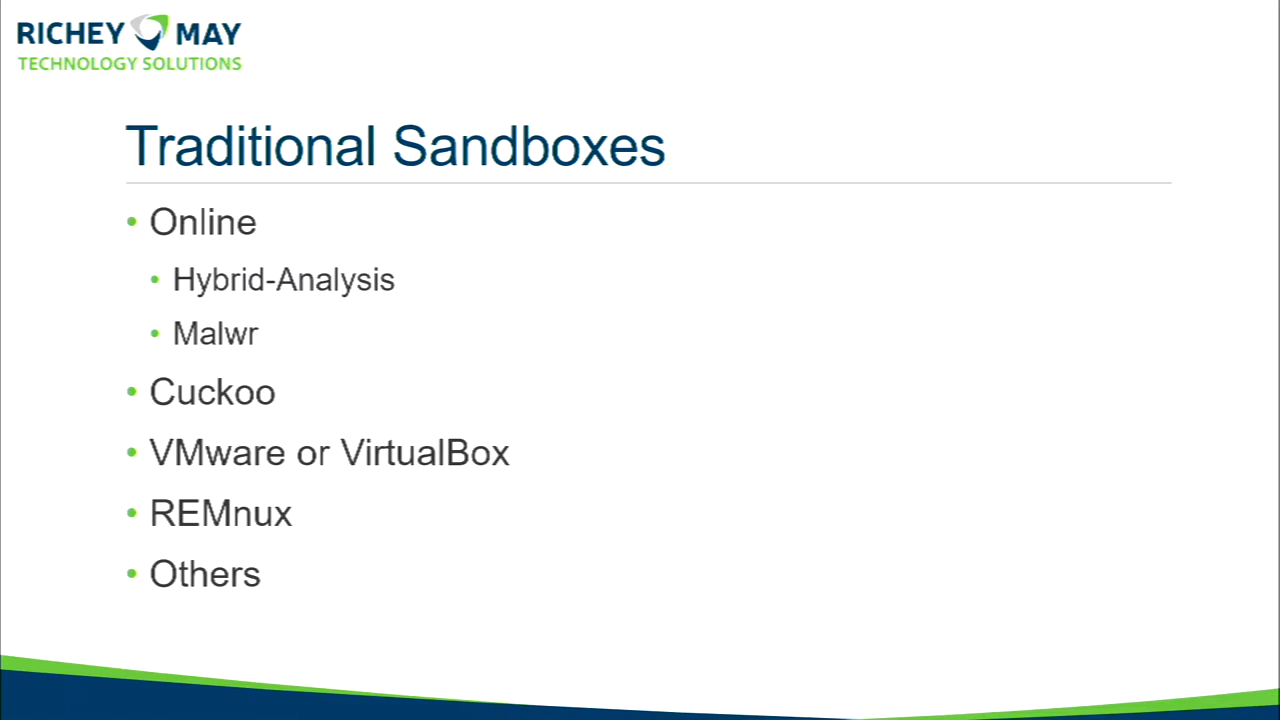 RICHEY MAY
TECHNOLOGY SOLUTIONS
Traditional Sandboxes
• Online
• Hybrid-Analysis
• Malwr
• Cuckoo
• VMware or VirtualBox
• REMnux
• Others